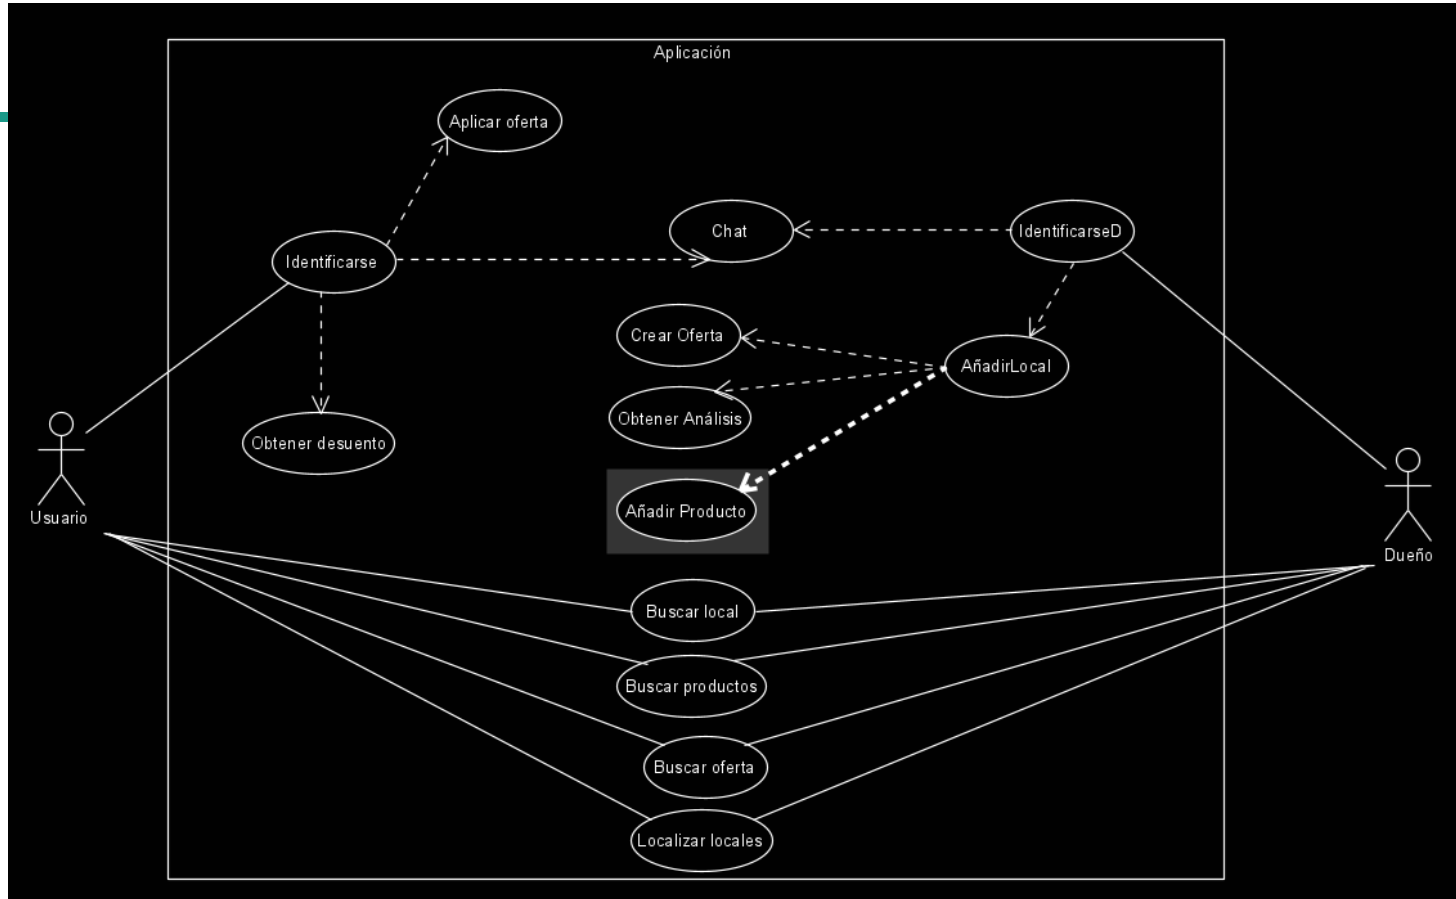 Aplicación
Aplicar oferta
Chat
IdentificarseD
Identificarse
Crear Oferta
AñadirLocal
Obtener Análisis
Obtener desuento
Añadir Producto
Usuario
Dueño
Buscar local
Buscar productos
Buscar oferta
Localizar locales